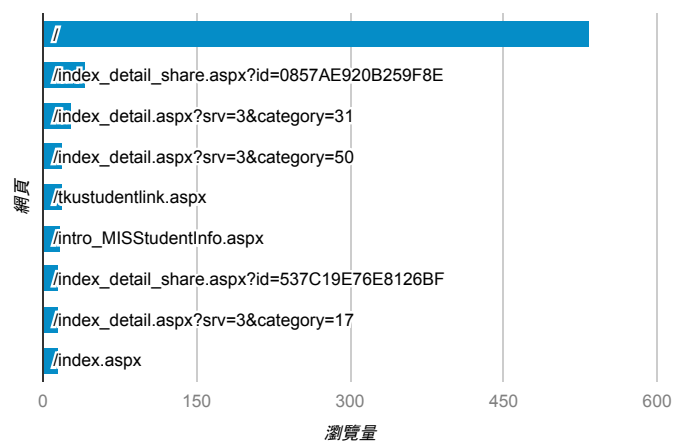 /
/index_detail_share.aspx?id=0857AE920B259F8E
/index_detail.aspx?srv=3&category=31
/index_detail.aspx?srv=3&category=50
/tkustudentlink.aspx
/intro_MISStudentInfo.aspx
/index_detail_share.aspx?id=537C19E76E8126BF
/index_detail.aspx?srv=3&category=17
/index.aspx
網頁
0 150 300 450 600
瀏覽量